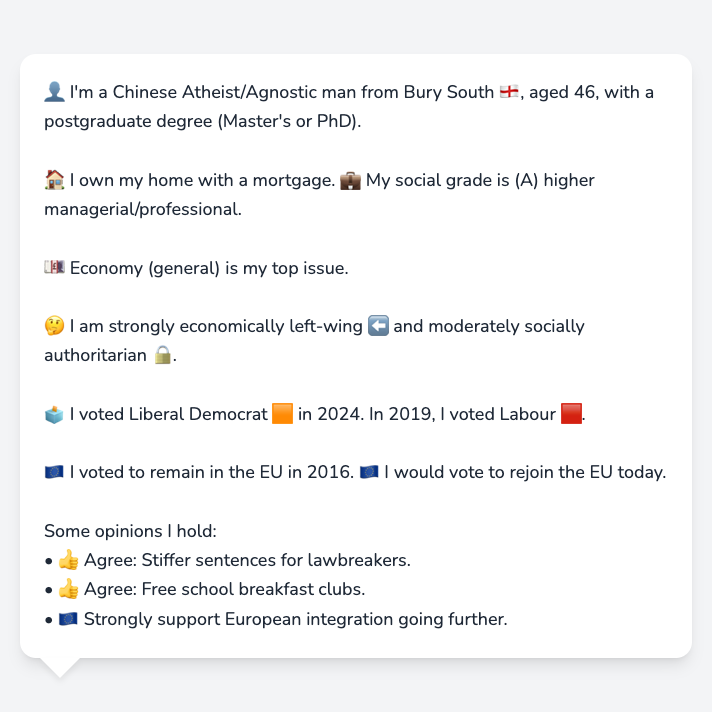 👤 I'm a Chinese Atheist/Agnostic man from Bury South 🏴󠁧󠁢󠁥󠁮󠁧󠁿, aged 46, with a
postgraduate degree (Master's or PhD).
🏠 I own my home with a mortgage. 💼 My social grade is (A) higher
managerial/professional.
💷 Economy (general) is my top issue.
🤔 I am strongly economically left-wing ⬅️ and moderately socially
authoritarian 🔒.
🗳️ I voted Liberal Democrat 🟧 in 2024. In 2019, I voted Labour 🟥.
🇪🇺 I voted to remain in the EU in 2016. 🇪🇺 I would vote to rejoin the EU today.
Some opinions I hold:
• 👍 Agree: Stiffer sentences for lawbreakers.
• 👍 Agree: Free school breakfast clubs.
• 🇪🇺 Strongly support European integration going further.